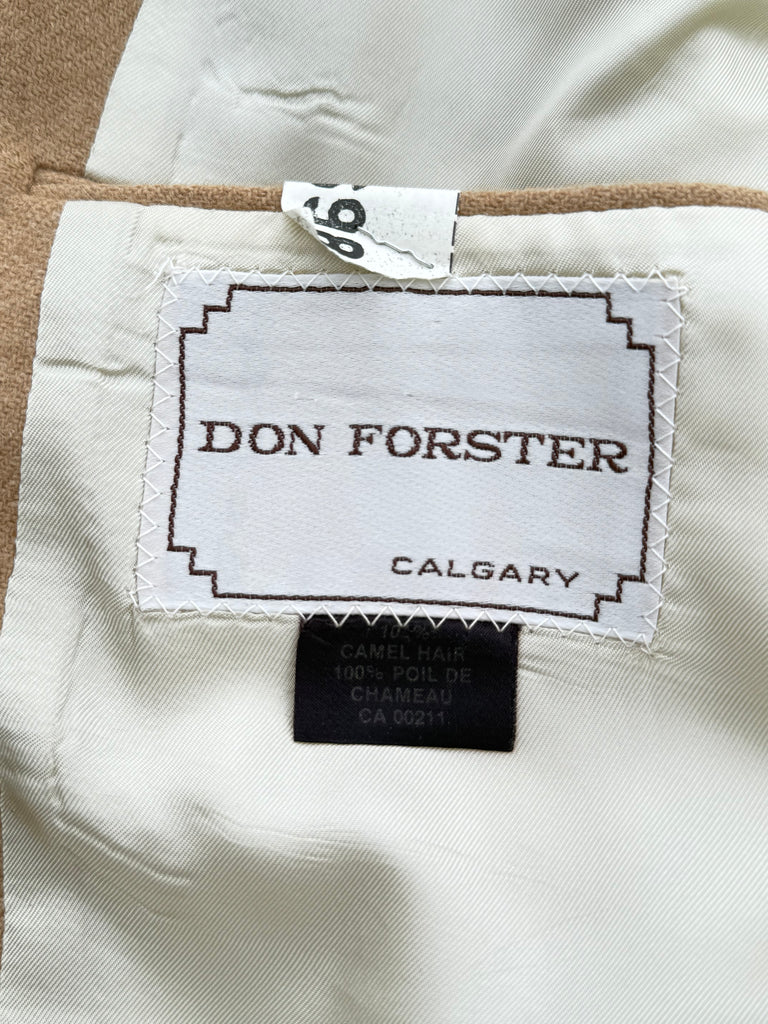 DON FORSTER
CALGARY
CAMEL HAIR
100% POIL DE
CHAMEAU
CA 00211